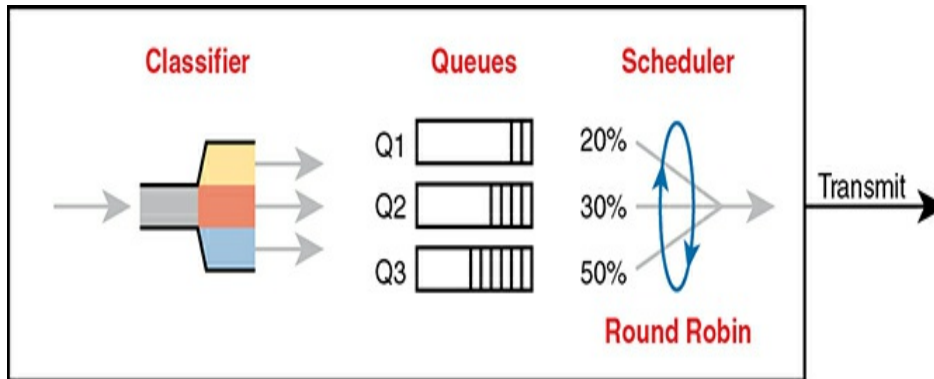 Classifier
Queues
Scheduler
Q1
20%
Q2
30%
Transmit
Q3
50%
Round Robin